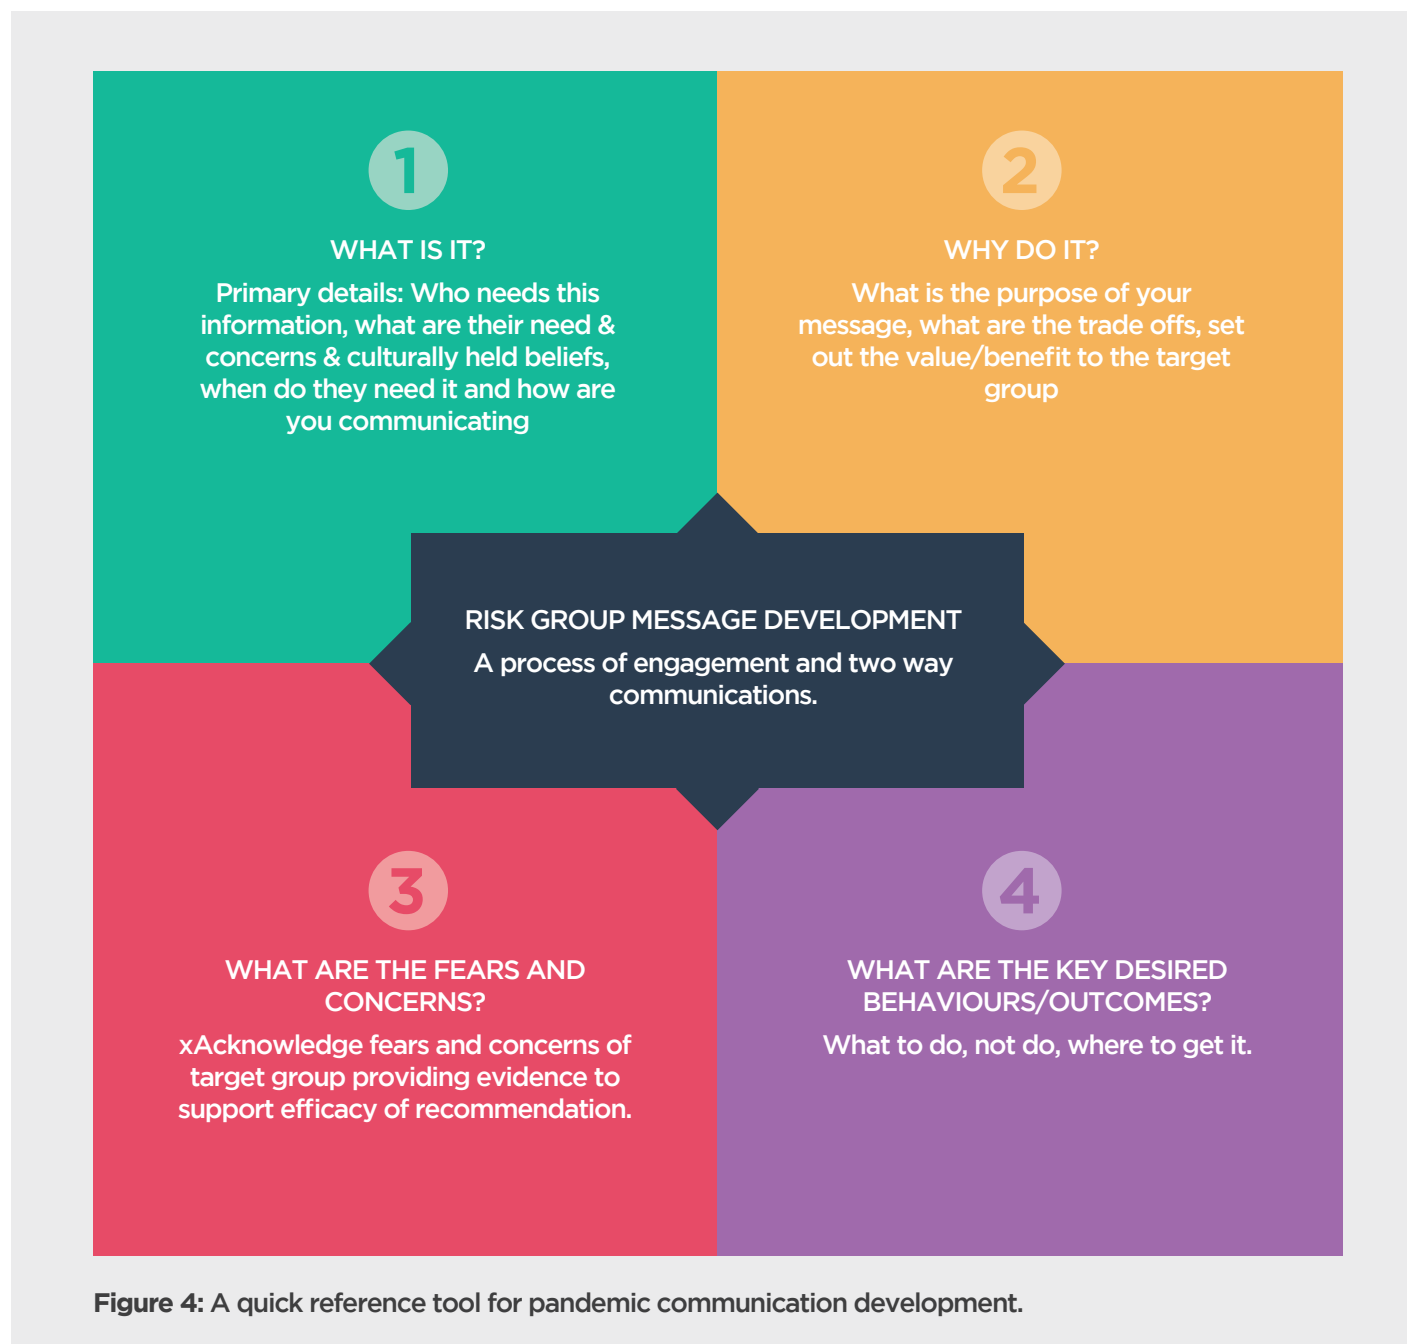 1
WHAT IS IT?
Primary details: Who needs this
information, what are their need &
concerns & culturally held beliefs,
when do they need it and how are
you communicating
2
WHY DO IT?
What is the purpose of your
message, what are the trade offs, set
out the value/benefit to the target
group
RISK GROUP MESSAGE DEVELOPMENT
A process of engagement and two way
communications.
3
WHAT ARE THE FEARS AND
CONCERNS?
xAcknowledge fears and concerns of
target group providing evidence to
support efficacy of recommendation.
4
WHAT ARE THE KEY DESIRED
BEHAVIOURS/OUTCOMES?
What to do, not do, where to get it.
Figure 4: A quick reference tool for pandemic communication development.